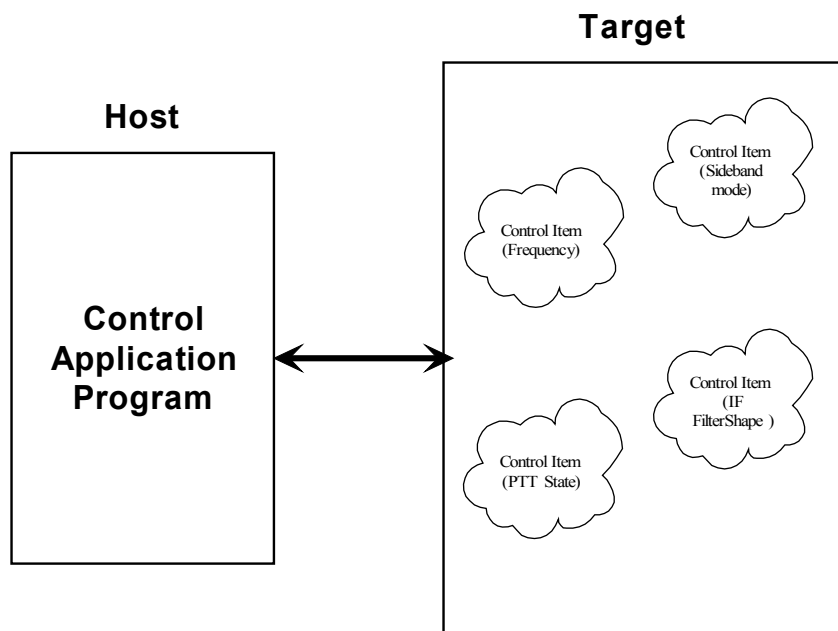 Target
Host
Control Item
(Sideband
mode)
Control Item
(Frequency)
Control
Application
Program
Control Item
(IF
FilterShape )
Control Item
(PTT State)